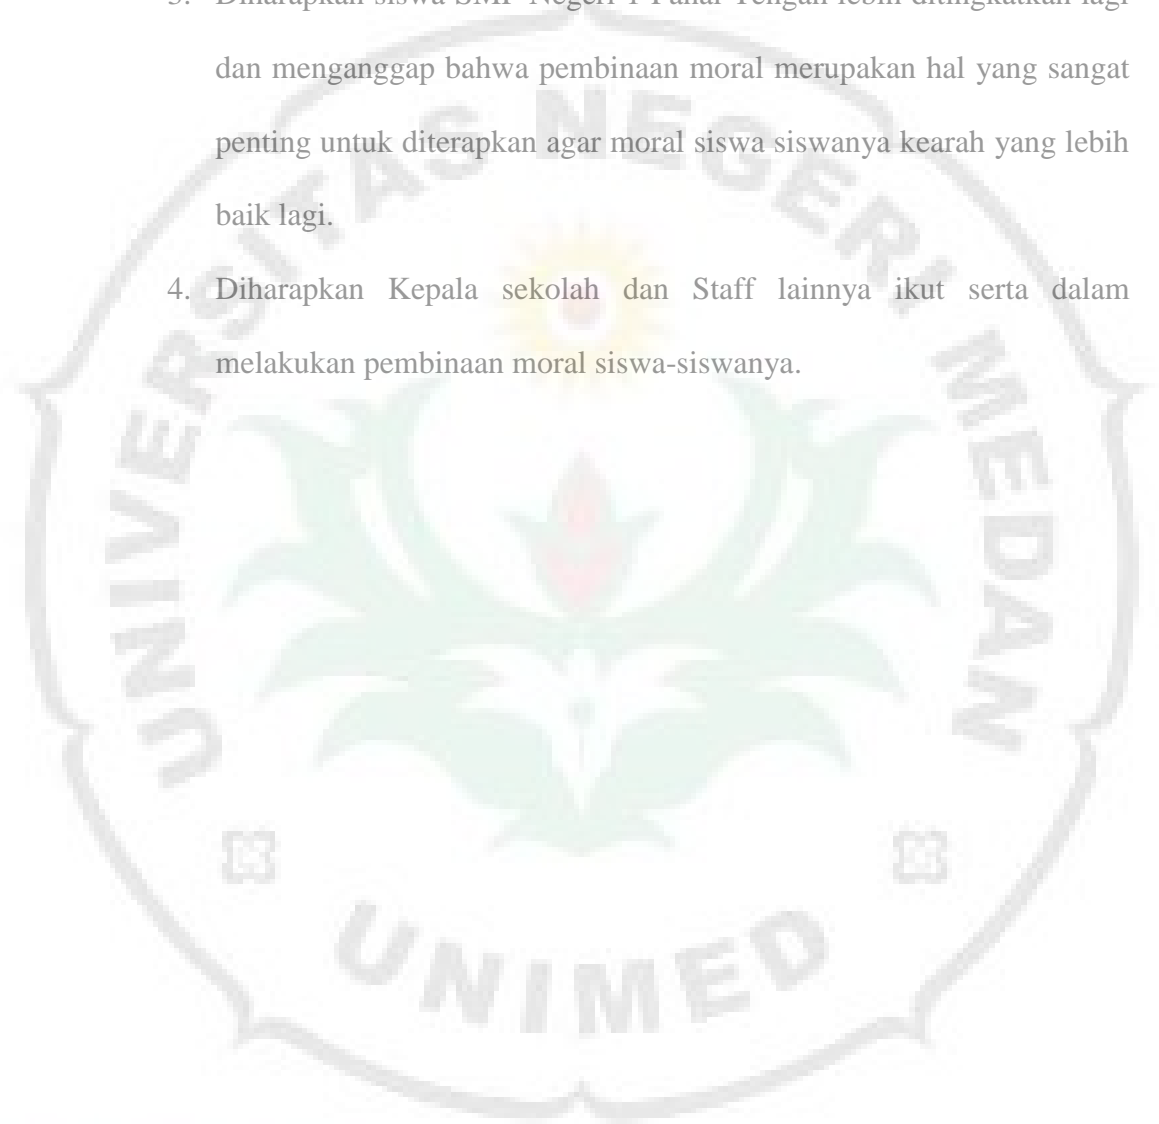 3. Diharapkan siswa SMP Negeri 1 Panai Tengah lebih ditingkatkan lagi
dan menganggap bahwa pembinaan moral merupakan hal yang sangat
penting untuk diterapkan agar moral siswa siswanya kearah yang lebih
baik lagi.
4. Diharapkan Kepala sekolah dan Staff lainnya ikut serta dalam
melakukan pembinaan moral siswa-siswanya.
UNIVERSITAS NEGERI MEDAN
UNIMED